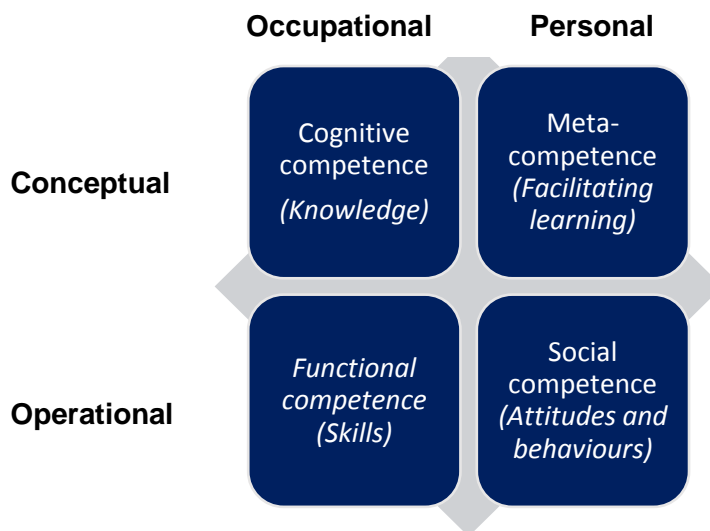 Occupational
Personal
Conceptual
Cognitive
competence
(Knowledge)
Meta-
competence
(Facilitating
learning)
Operational
Functional
competence
(Skills)
Social
competence
(Attitudes and
behaviours)